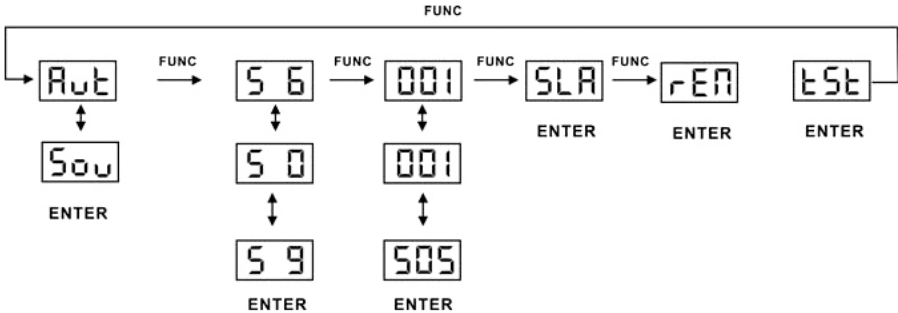 FUNC
FUNC FUNC FUNC FUNC
Aut S 6 001 SLA rEM tSt
ENTER ENTER ENTER
Sou S 0 001
ENTER
S 9 505
ENTER ENTER